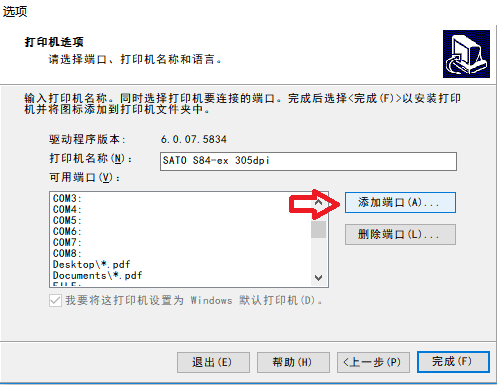 选项
打印机选项
请选择端口、打印机名称和语言。
输入打印机名称。同时选择打印机要连接的端口。完成后选择<完成(F)>以安装打印
机并将图标添加到打印机文件夹中。
驱动程序版本: 6.0.07.5834
打印机名称(N): SATO S84-ex 305dpi
可用端口(V):
COM3:
COM4:
COM5:
COM6:
COM7:
COM8:
Desktop\*.pdf
Documents\*.pdf
FILE:
添加端口(A)...
删除端口(L)...
我要将这打印机设置为 Windows 默认打印机(D)。
退出(E) 帮助(H) <上一步(P) 完成(F)